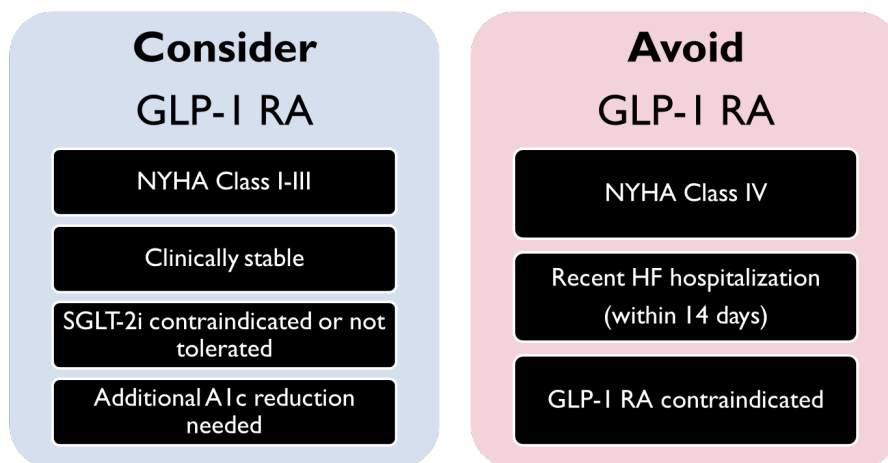 Consider
GLP-1 RA
NYHA Class I-III
Clinically stable
SGLT-2i contraindicated or not
tolerated
Additional A1c reduction
needed
Avoid
GLP-1 RA
NYHA Class IV
Recent HF hospitalization
(within 14 days)
GLP-1 RA contraindicated